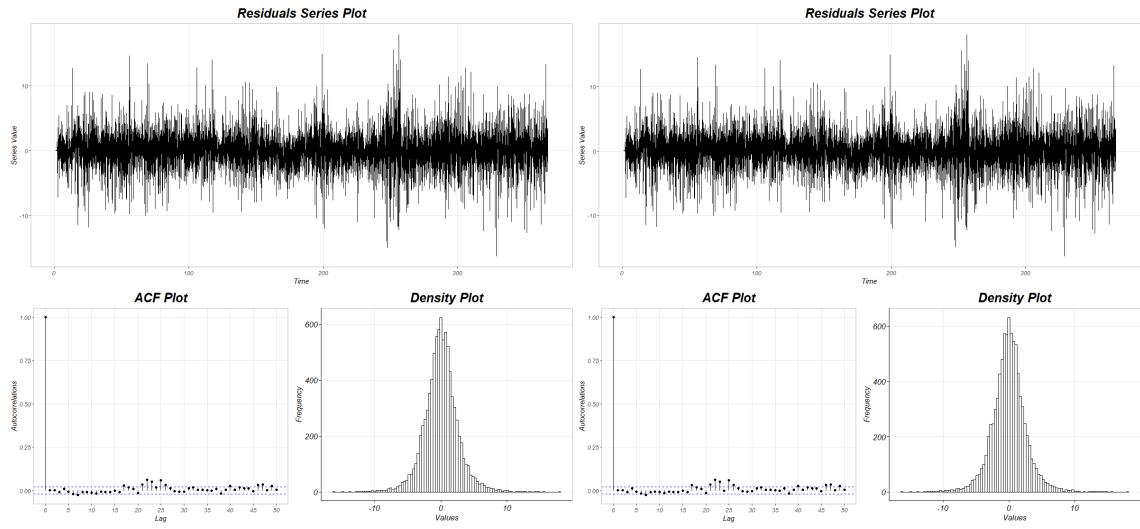 Residuals Series Plot
10
0
-10
Series Value
0
100
200
300
Time
Residuals Series Plot
10
0
-10
Series Value
0
100
200
300
Time
ACF Plot
1.00
0.75
0.50
0.25
0.00
Autocorrelations
0 5 10 15 20 25 30 35 40 45 50
Lag
Density Plot
600
400
200
0
Frequency
-10 0 10
Values
ACF Plot
1.00
0.75
0.50
0.25
0.00
Autocorrelations
0 5 10 15 20 25 30 35 40 45 50
Lag
Density Plot
600
400
200
0
Frequency
-10 0 10
Values